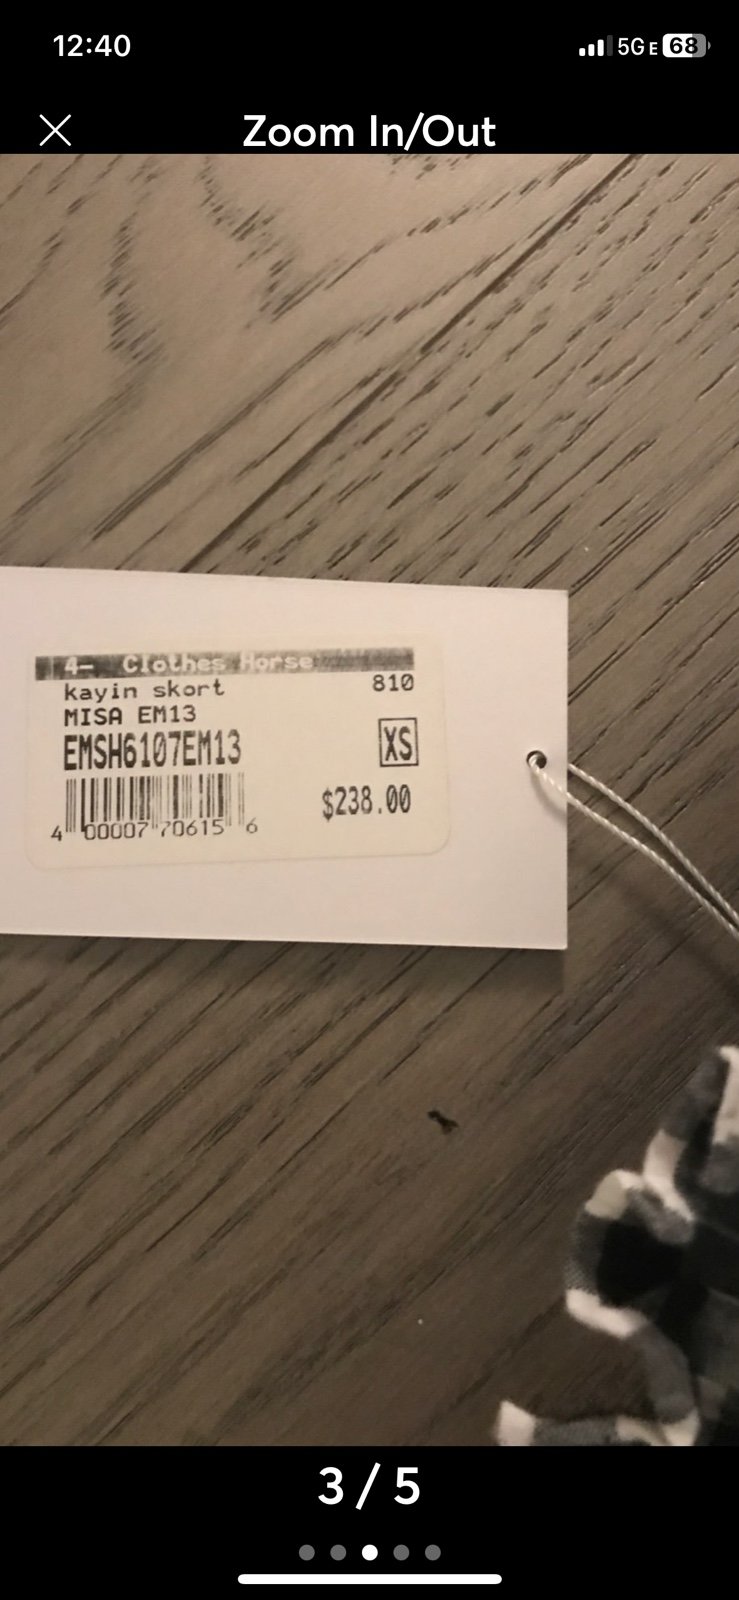 12:40
5GE 68
Zoom In/Out
4- Clothes Horse
kayin skort 810
MISA EM13
EMSH6107EM13 XS
$238.00
4 00007 70615 6
3 / 5